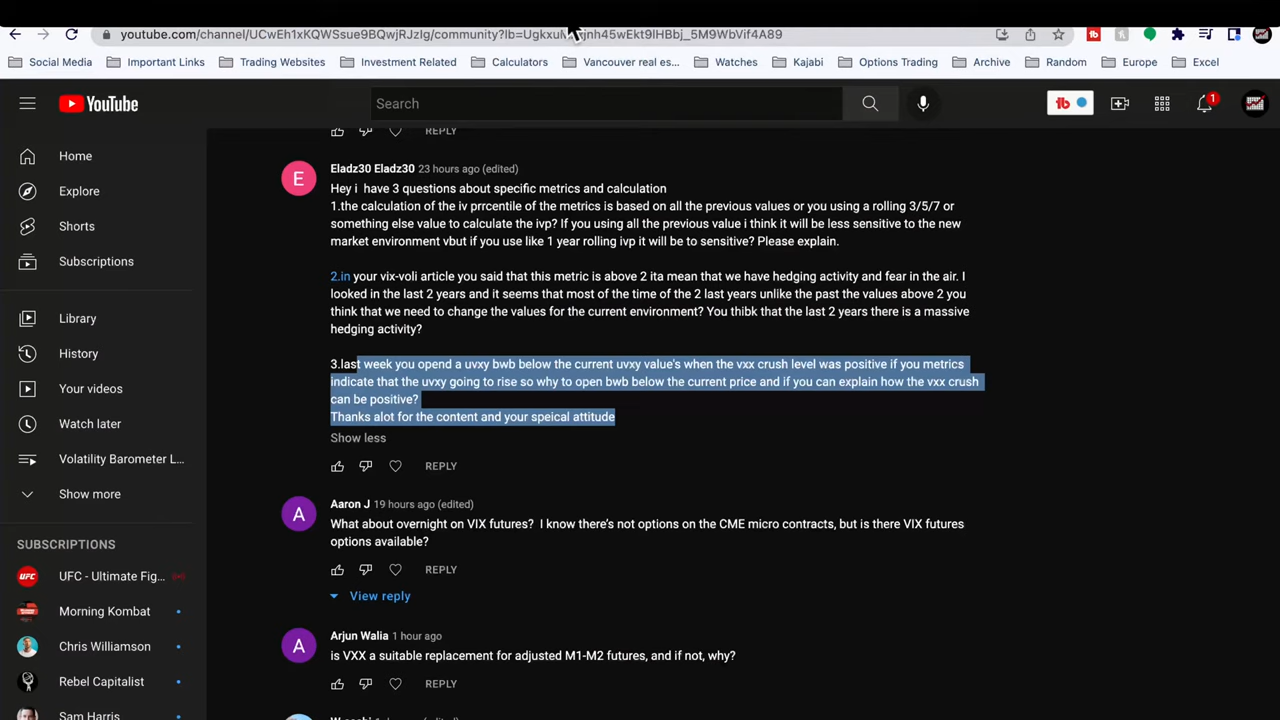 youtube.com/channel/UCwEh1xKQWSsue9BQwjRJzIg/community?lb=Ugkxu
jnh45wEkt9lHBbj_5M9WbVif4A89
Social Media
Important Links
Trading Websites
Investment Related
Calculators
Vancouver real es...
Watches
Kajabi
Options Trading
Archive
Random
Europe
Excel
YouTube
Search
1
REPLY
Home
Explore
Shorts
Subscriptions
Library
History
Your videos
Watch later
Volatility Barometer L...
Show more
SUBSCRIPTIONS
UFC - Ultimate Fig...
Morning Kombat
Chris Williamson
Rebel Capitalist
Sam Harris
E
Eladz30 Eladz30 23 hours ago (edited)
Hey i have 3 questions about specific metrics and calculation
1.the calculation of the iv prrcentile of the metrics is based on all the previous values or you using a rolling 3/5/7 or
something else value to calculate the ivp? If you using all the previous value i think it will be less sensitive to the new
market environment vbut if you use like 1 year rolling ivp it will be to sensitive? Please explain.
2.in your vix-voli article you said that this metric is above 2 ita mean that we have hedging activity and fear in the air. I
looked in the last 2 years and it seems that most of the time of the 2 last years unlike the past the values above 2 you
think that we need to change the values for the current environment? You thibk that the last 2 years there is a massive
hedging activity?
3.last week you opend a uvxy bwb below the current uvxy value's when the vxx crush level was positive if you metrics
indicate that the uvxy going to rise so why to open bwb below the current price and if you can explain how the vxx crush
can be positive?
Thanks alot for the content and your speical attitude
Show less
REPLY
A
Aaron J 19 hours ago (edited)
What about overnight on VIX futures? I know there's not options on the CME micro contracts, but is there VIX futures
options available?
REPLY
View reply
A
Arjun Walia 1 hour ago
is VXX a suitable replacement for adjusted M1-M2 futures, and if not, why?
REPLY